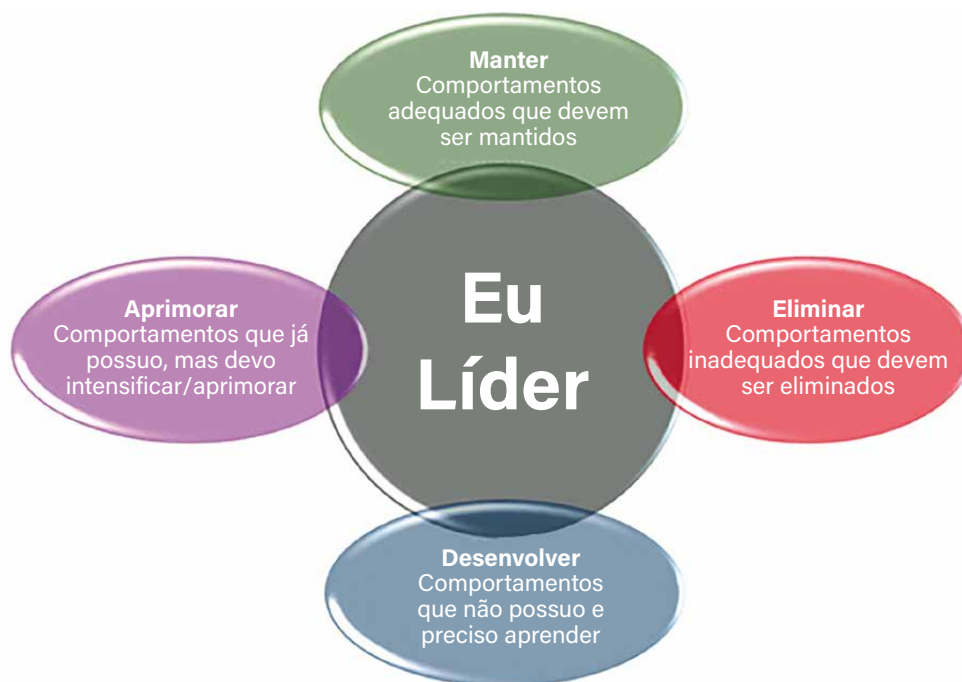 Manter
Comportamentos
adequados que devem
ser mantidos
Aprimorar
Comportamentos que já
possuo, mas devo
intensificar/aprimorar
Eu
Líder
Eliminar
Comportamentos
inadequados que devem
ser eliminados
Desenvolver
Comportamentos
que não possuo e
preciso aprender